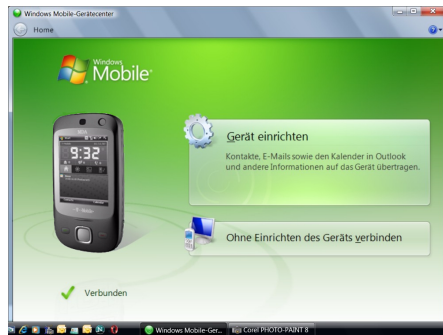 Windows Mobile-Gerätecenter
Home
Windows
Mobile
9:32
Gerät einrichten
Kontakte, E-Mails sowie den Kalender in Outlook
und andere Informationen auf das Gerät übertragen.
Ohne Einrichten des Geräts verbinden
Verbunden
Windows Mobile-Ger...
Corel PHOTO-PAINT 8